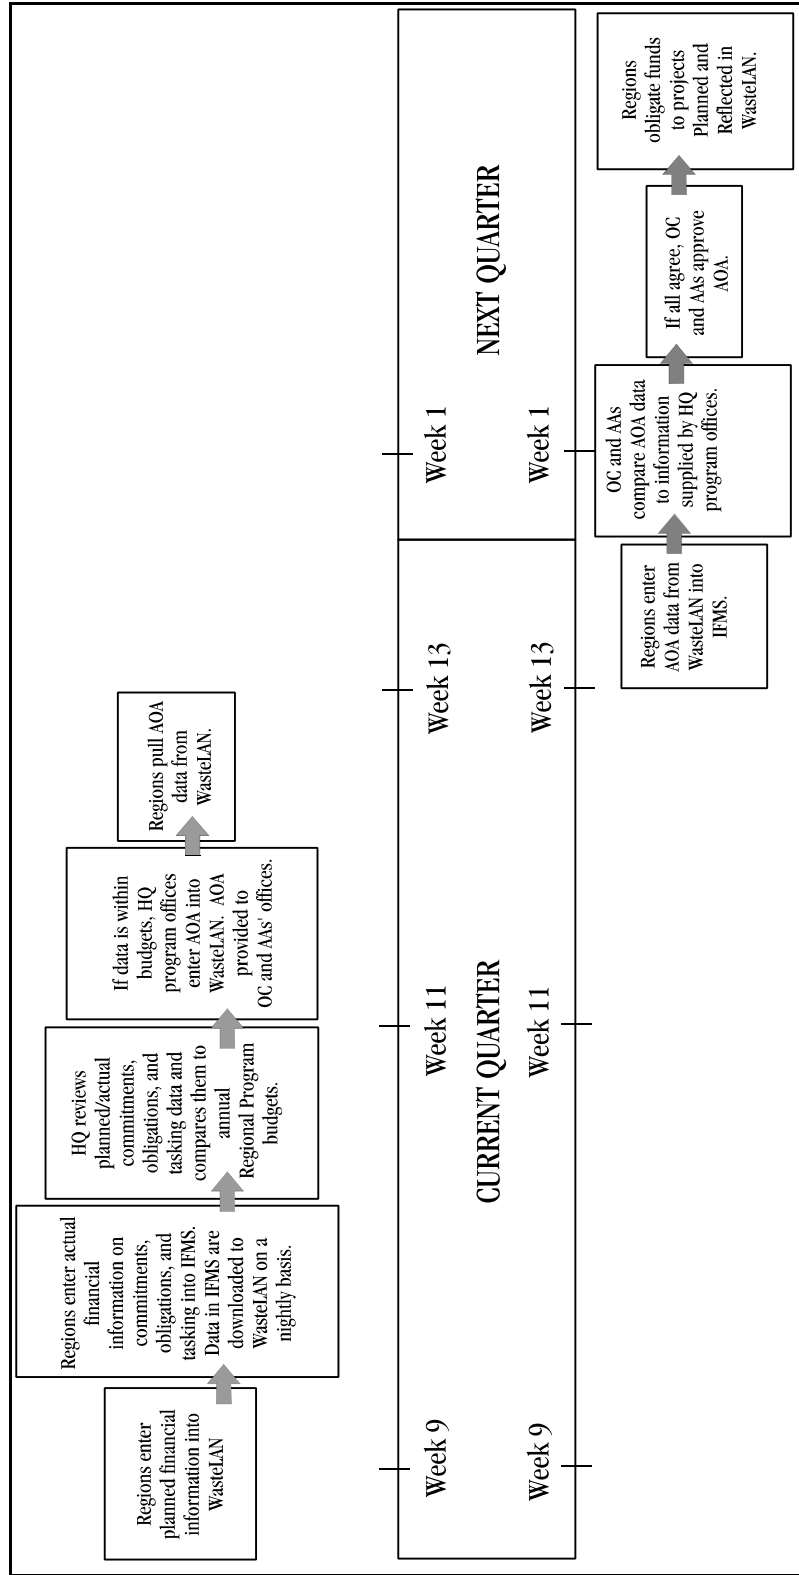 Regions enter
planned financial
information into
WasteLAN
Regions enter actual
financial
information on
commitments,
obligations, and
tasking into IFMS.
Data in IFMS are
downloaded to
WasteLAN on a
nightly basis.
HQ reviews
planned/actual
commitments,
obligations, and
tasking data and
compares them to
annual
Regional Program
budgets.
If data is within
budgets, HQ
program offices
enter AOA into
WasteLAN. AOA
provided to
OC and AAs' offices.
Regions pull AOA
data from
WasteLAN.
Week 9
Week 11
Week 13
Week 1
CURRENT QUARTER
NEXT QUARTER
Week 9
Week 11
Week 13
Week 1
Regions enter
AOA data from
WasteLAN into
IFMS.
OC and AAs
compare AOA data
to information
supplied by HQ
program offices.
If all agree, OC
and AAs approve
AOA.
Regions
obligate funds
to projects
Planned and
Reflected in
WasteLAN.